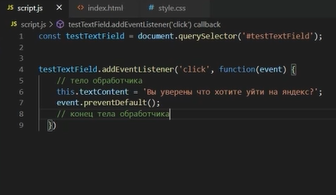 script.js index.html style.css
script.js > testTextField.addEventListener('click') callback
1 const testTextField = document.querySelector('#testTextField');
2
3
4 testTextField.addEventListener('click', function(event) {
5 // тело обработчика
6 this.textContent = 'Вы уверены что хотите уйти на яндекс?';
7 event.preventDefault();
8 // конец тела обработчика
9 })